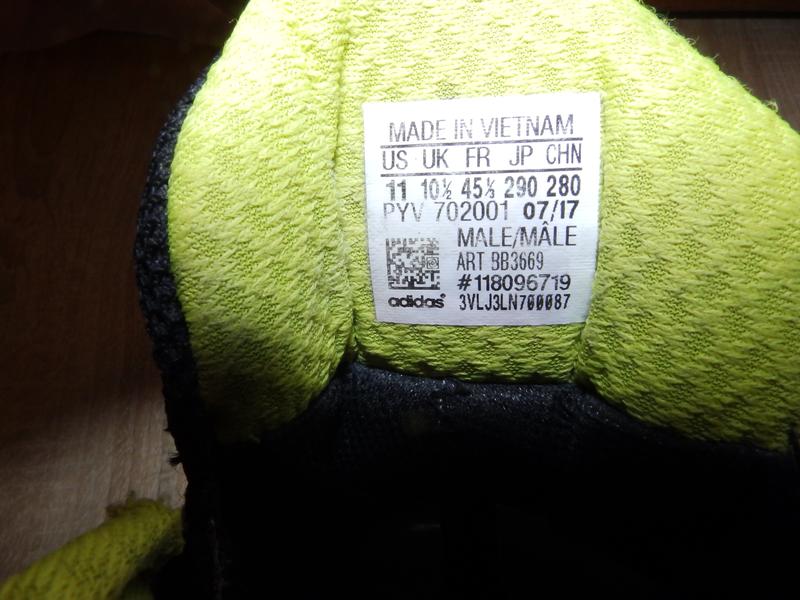 MADE IN VIETNAM
US UK FR JP CHN
11 10½ 45⅓ 290 280
PYV 702001 07/17
MALE/MÂLE
ART BB3669
#118096719
adidas 3VLJ3LN700087